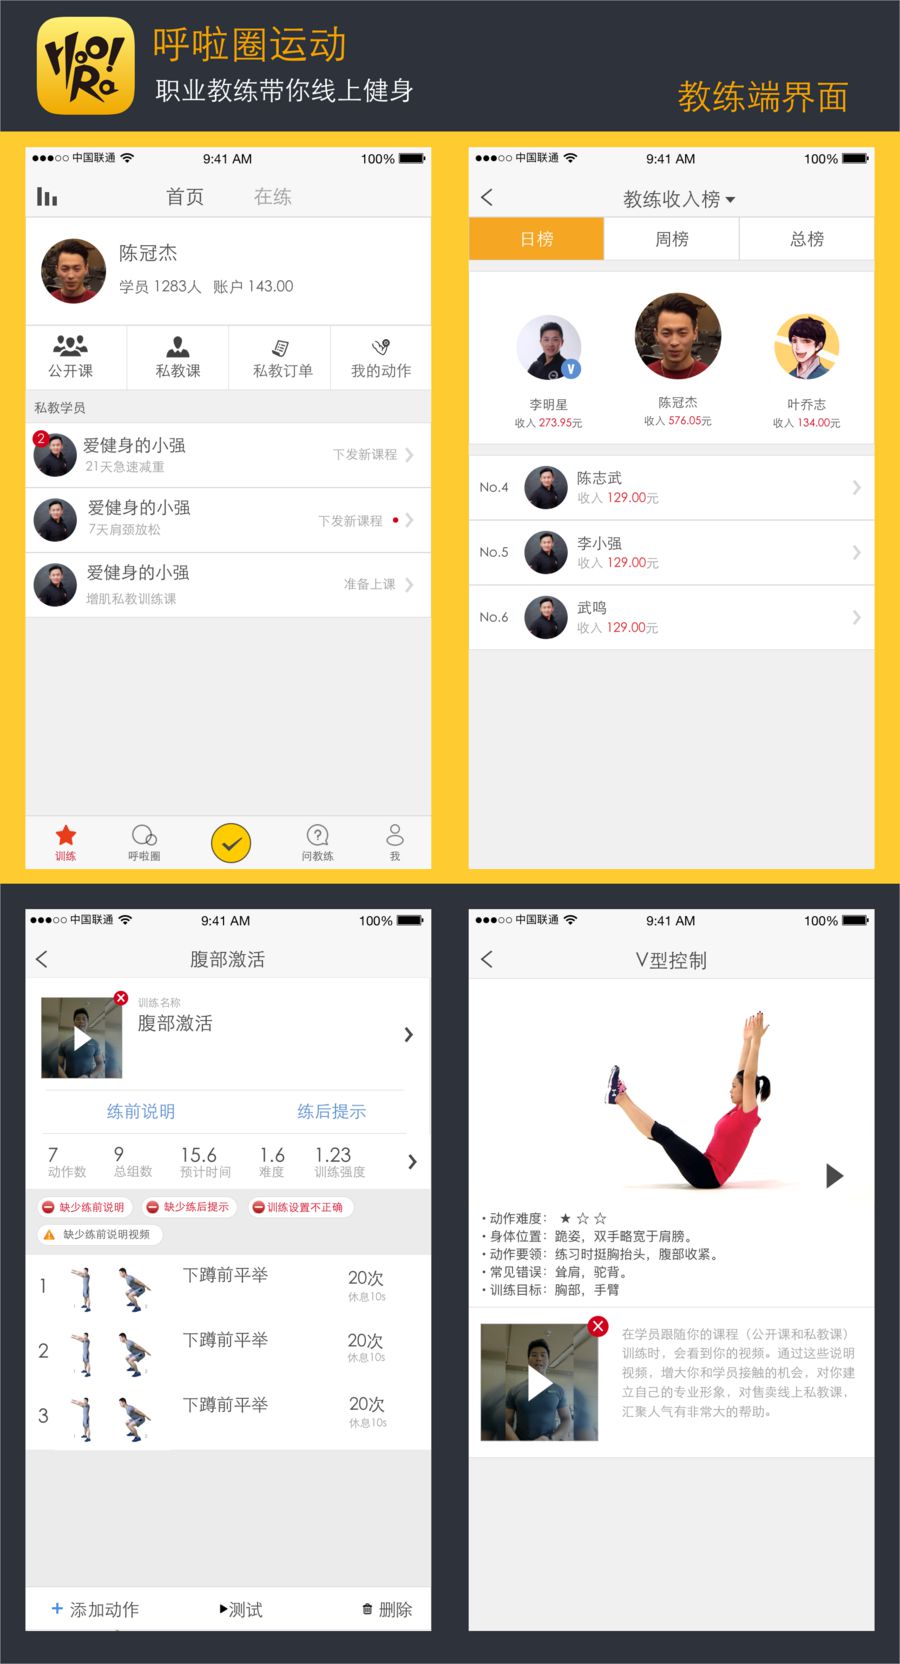 HOO!
Ra
呼啦圈运动
职业教练带你线上健身
教练端界面
中国联通 9:41 AM 100%
首页 在练
陈冠杰
学员 1283人 账户 143.00
公开课 私教课 私教订单 我的动作
私教学员
2
爱健身的小强
21天急速减重
下发新课程
爱健身的小强
7天肩颈放松
下发新课程
爱健身的小强
增肌私教训练课
准备上课
训练 呼啦圈 问教练 我
中国联通 9:41 AM 100%
教练收入榜
日榜 周榜 总榜
V
李明星 陈冠杰 叶乔志
收入 273.95元 收入 576.05元 收入 134.00元
No.4 陈志武
收入 129.00元
No.5 李小强
收入 129.00元
No.6 武鸣
收入 129.00元
中国联通 9:41 AM 100%
腹部激活
训练名称
腹部激活
练前说明 练后提示
7 9 15.6 1.6 1.23
动作数 总组数 预计时间 难度 训练强度
缺少练前说明 缺少练后提示 训练设置不正确
缺少练前说明视频
1 下蹲前平举 20次
休息10s
2 下蹲前平举 20次
休息10s
3 下蹲前平举 20次
休息10s
+ 添加动作 测试 删除
中国联通 9:41 AM 100%
V型控制
• 动作难度： ★ ☆ ☆
• 身体位置：跪姿，双手略宽于肩膀。
• 动作要领：练习时挺胸抬头，腹部收紧。
• 常见错误：耸肩，驼背。
• 训练目标：胸部，手臂
在学员跟随你的课程（公开课和私教课）
训练时，会看到你的视频。通过这些说明
视频，增大你和学员接触的机会，对你建
立自己的专业形象，对售卖线上私教课，
汇聚人气有非常大的帮助。